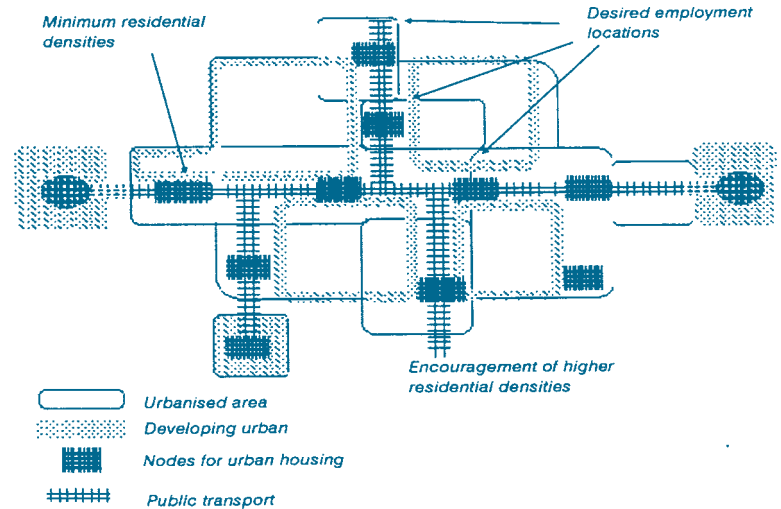 Minimum residential
densities
Desired employment
locations
Encouragement of higher
residential densities
Urbanised area
Developing urban
Nodes for urban housing
Public transport